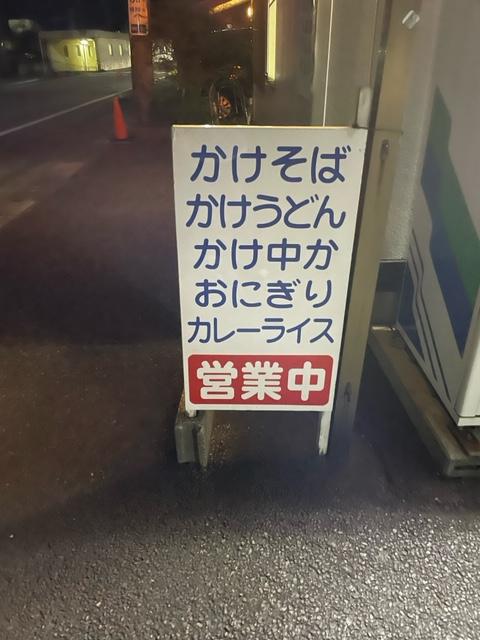 かけそば
かけうどん
かけ中か
おにぎり
カレーライス
営業中